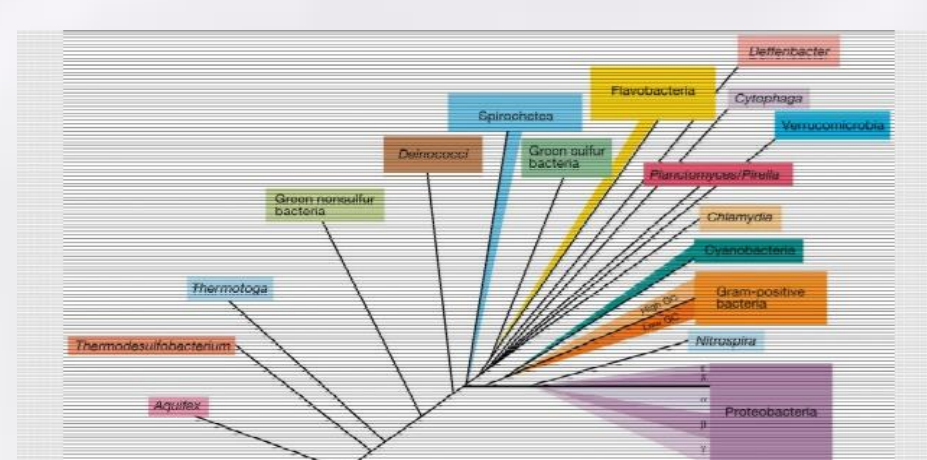 Deferribacter
Cytophaga
Flavobacteria
Verrucomicrobia
Spirochetes
Green sulfur
bacteria
Deinococci
Planctomyces/Pirella
Green nonsulfur
bacteria
Chlamydia
Cyanobacteria
Thermotoga
Gram-positive
bacteria
High GC
Low GC
Thermodesulfobacterium
Nitrospira
ε
δ
α
Proteobacteria
β
γ
Aquifex